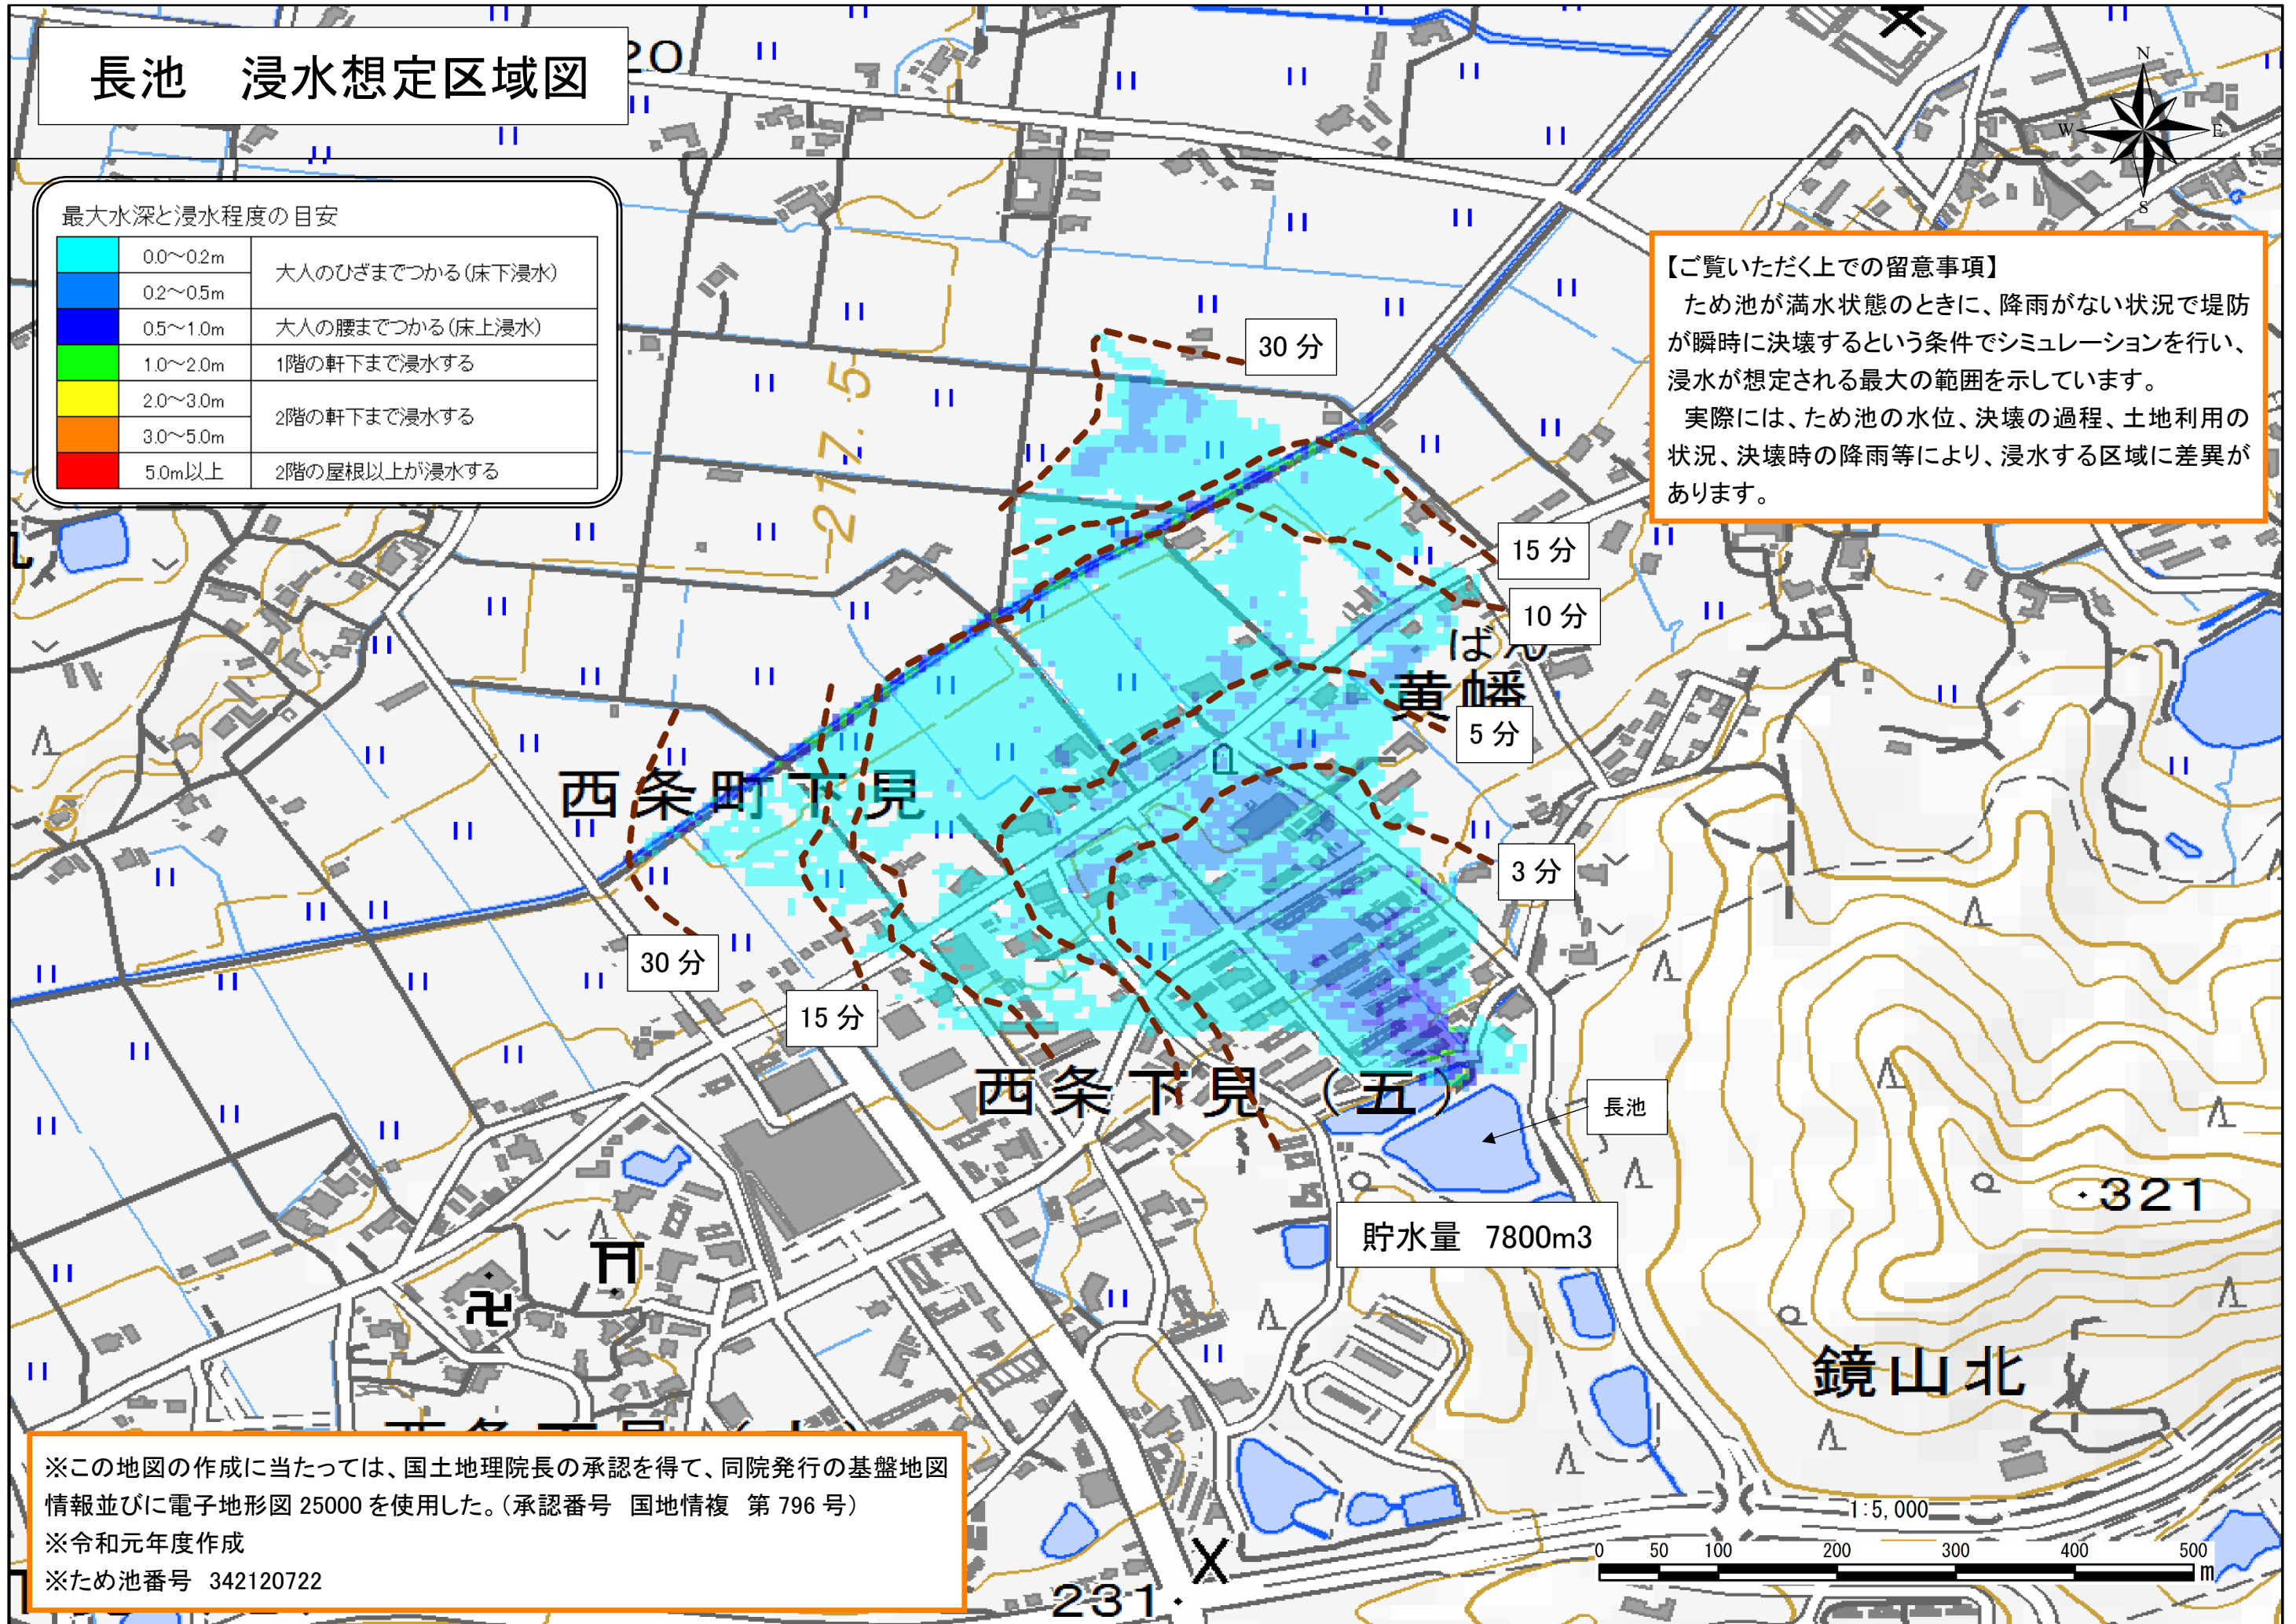 長池　浸水想定区域図
20
N
W
E
S
最大水深と浸水程度の目安
0.0～0.2m
大人のひざまでつかる(床下浸水)
0.2～0.5m
0.5～1.0m
大人の腰までつかる(床上浸水)
1.0～2.0m
1階の軒下まで浸水する
2.0～3.0m
2階の軒下まで浸水する
3.0～5.0m
5.0m以上
2階の屋根以上が浸水する
【ご覧いただく上での留意事項】
ため池が満水状態のときに、降雨がない状況で堤防
が瞬時に決壊するという条件でシミュレーションを行い、
浸水が想定される最大の範囲を示しています。
実際には、ため池の水位、決壊の過程、土地利用の
状況、決壊時の降雨等により、浸水する区域に差異が
あります。
30 分
217.5
15 分
10 分
ばん
黄幡
5 分
西条町下見
5
3 分
30 分
15 分
西条下見（五）
長池
貯水量　7800m3
321
鏡山北
※この地図の作成に当たっては、国土地理院長の承認を得て、同院発行の基盤地図
情報並びに電子地形図 25000 を使用した。（承認番号　国地情複　第 796 号）
※令和元年度作成
※ため池番号　342120722
1:5,000
0 50 100 200 300 400 500
m
231